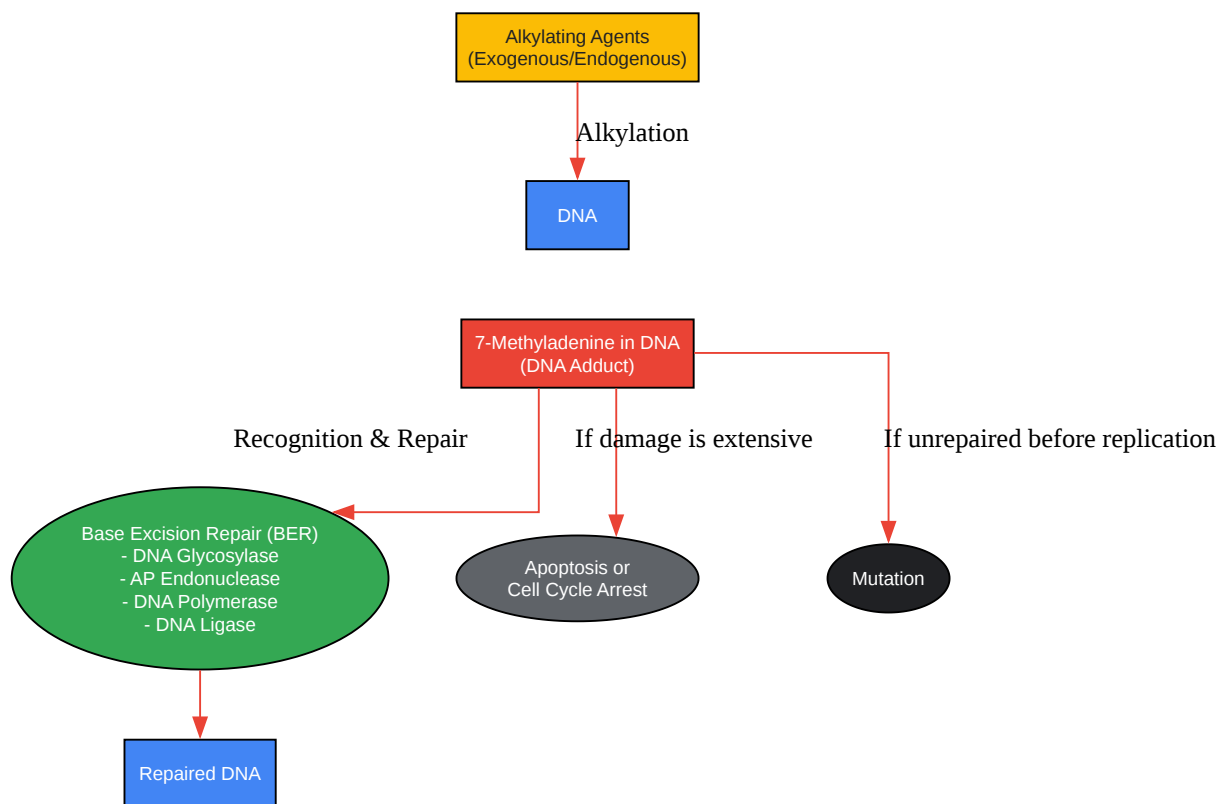 Alkylating Agents
(Exogenous/Endogenous)
Alkylation
DNA
7-Methyladenine in DNA
(DNA Adduct)
Recognition & Repair
If damage is extensive
If unrepaired before replication
Base Excision Repair (BER)
- DNA Glycosylase
- AP Endonuclease
- DNA Polymerase
- DNA Ligase
Apoptosis or
Cell Cycle Arrest
Mutation
Repaired DNA